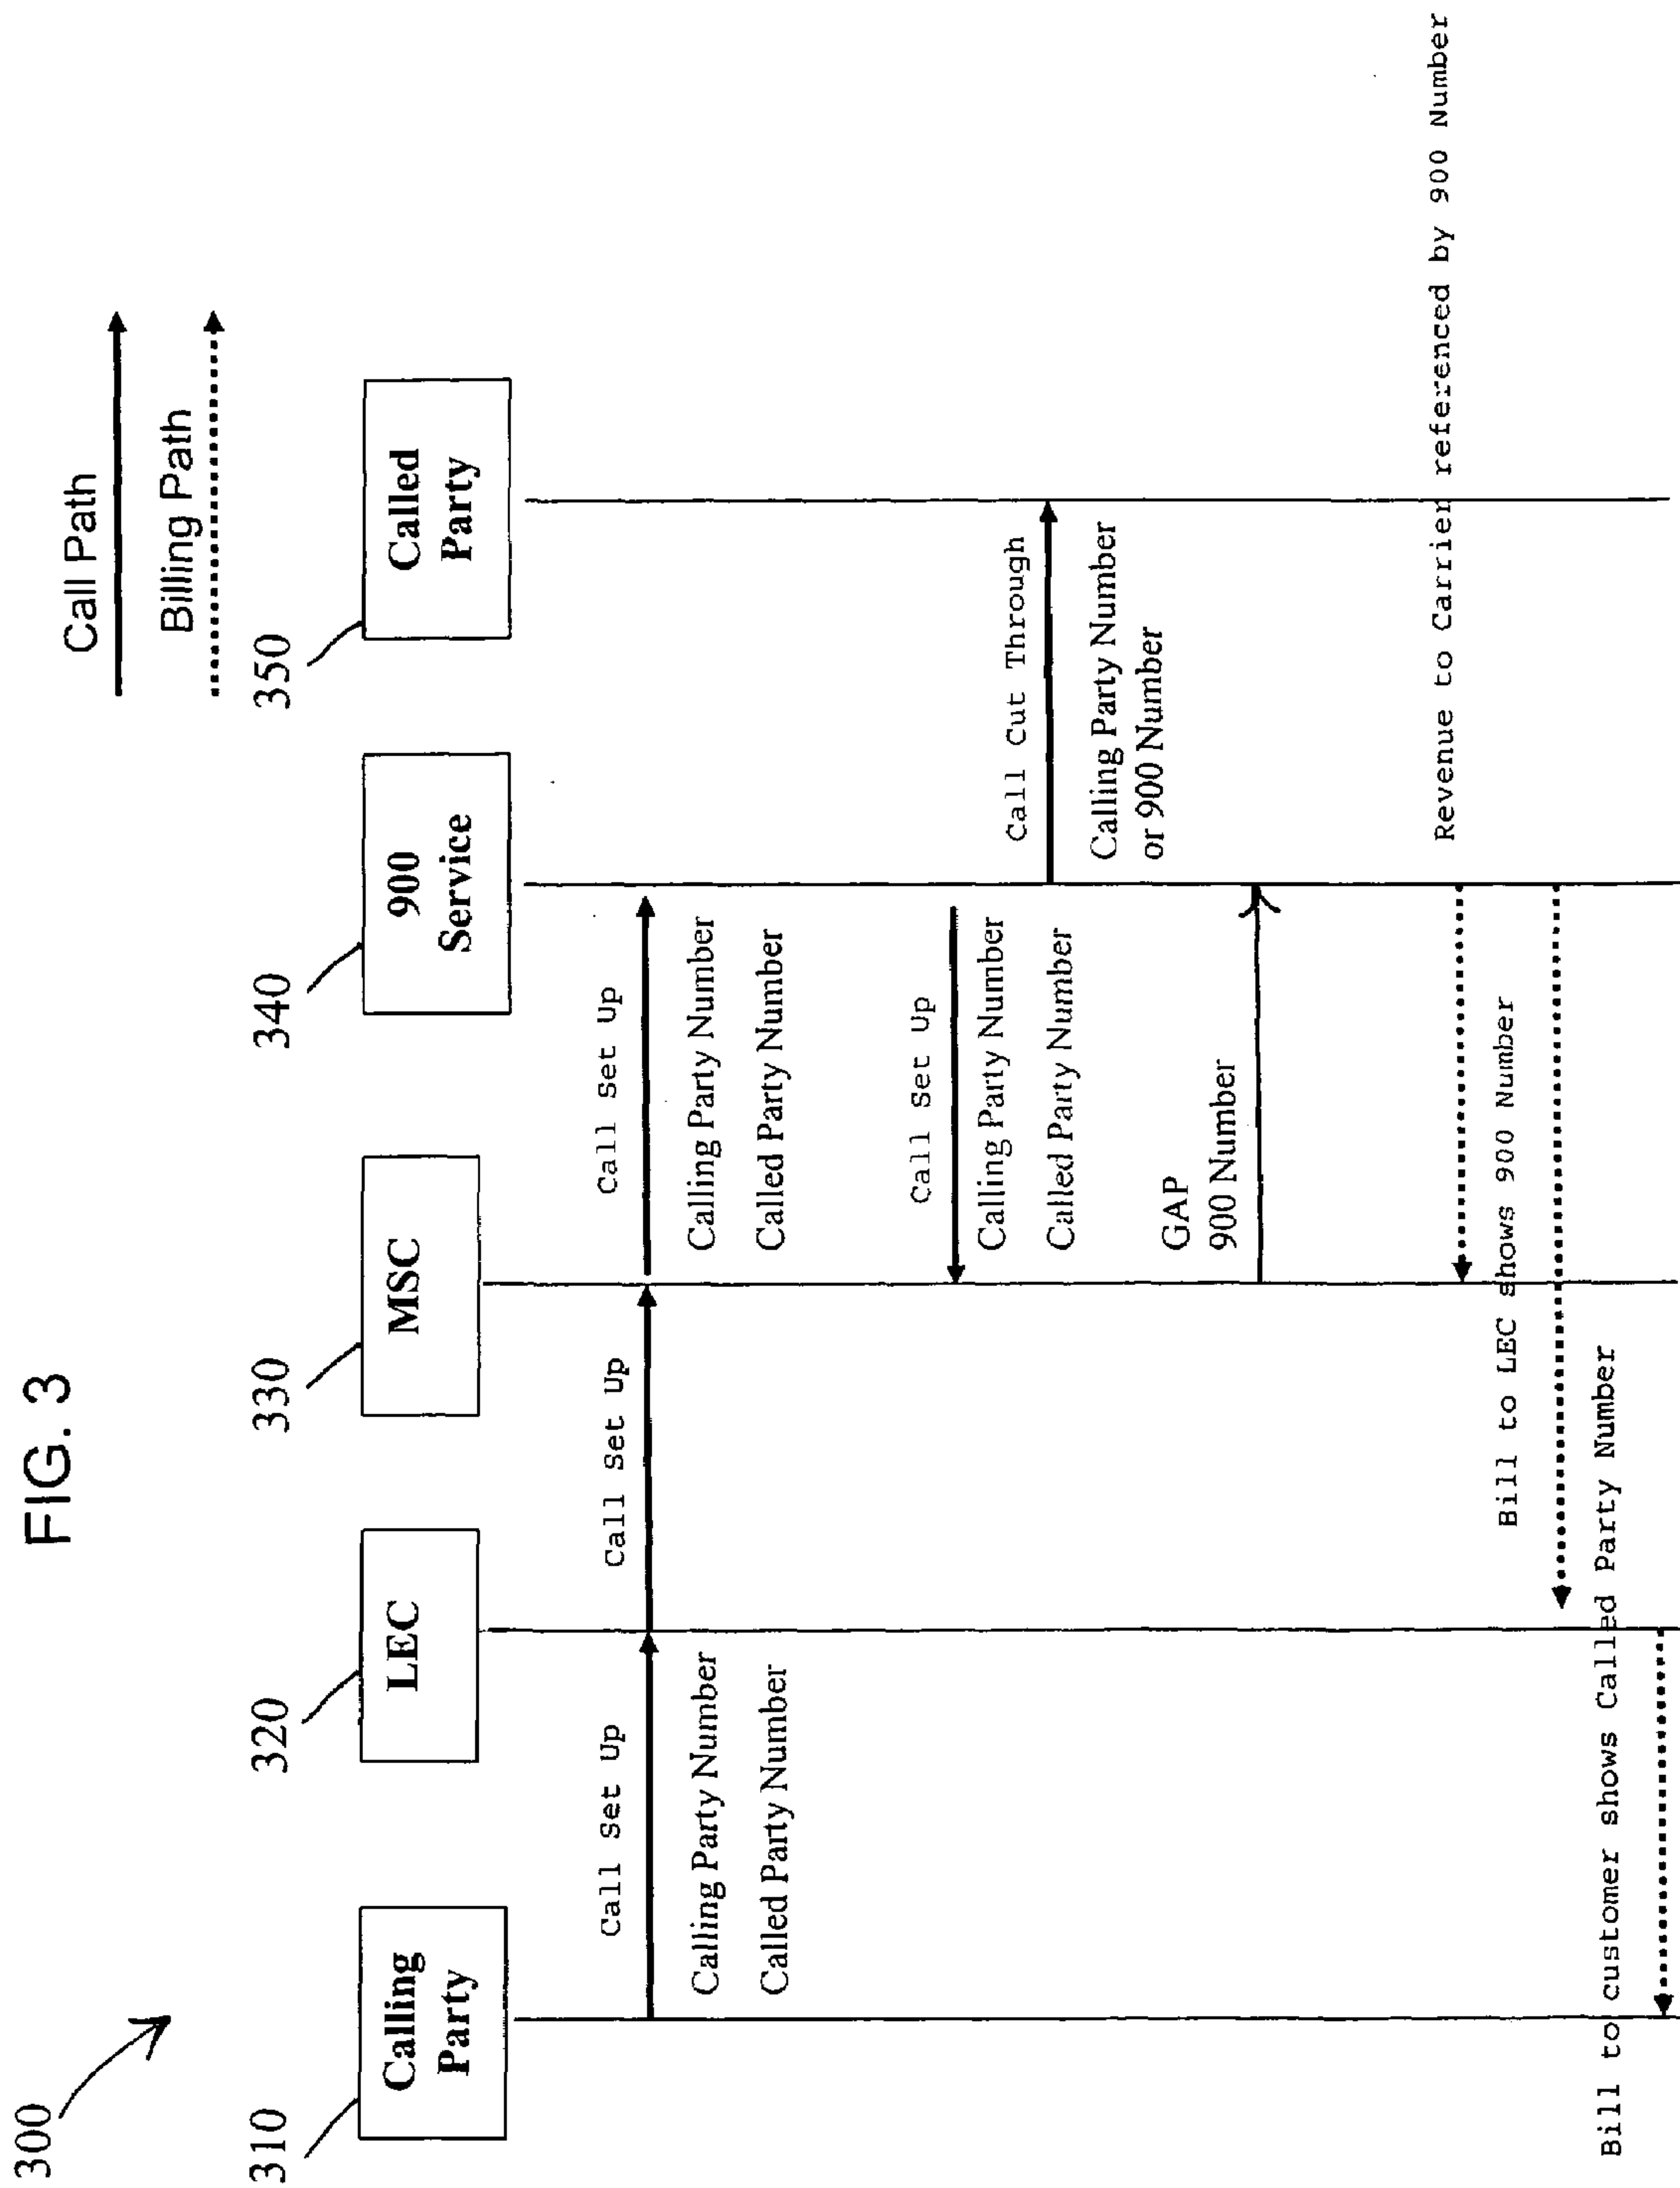 FIG. 3
300
Call Path
Billing Path
310
320
330
340
350
Calling
Party
LEC
MSC
900
Service
Called
Party
Call Set Up
Call Set Up
Call Set Up
Calling Party Number
Called Party Number
Calling Party Number
Called Party Number
Call Set Up
Calling Party Number
Called Party Number
Call Cut Through
Calling Party Number
or 900 Number
GAP
900 Number
Revenue to Carrier referenced by 900 Number
Bill to LEC shows 900 Number
Bill to customer shows Called Party Number